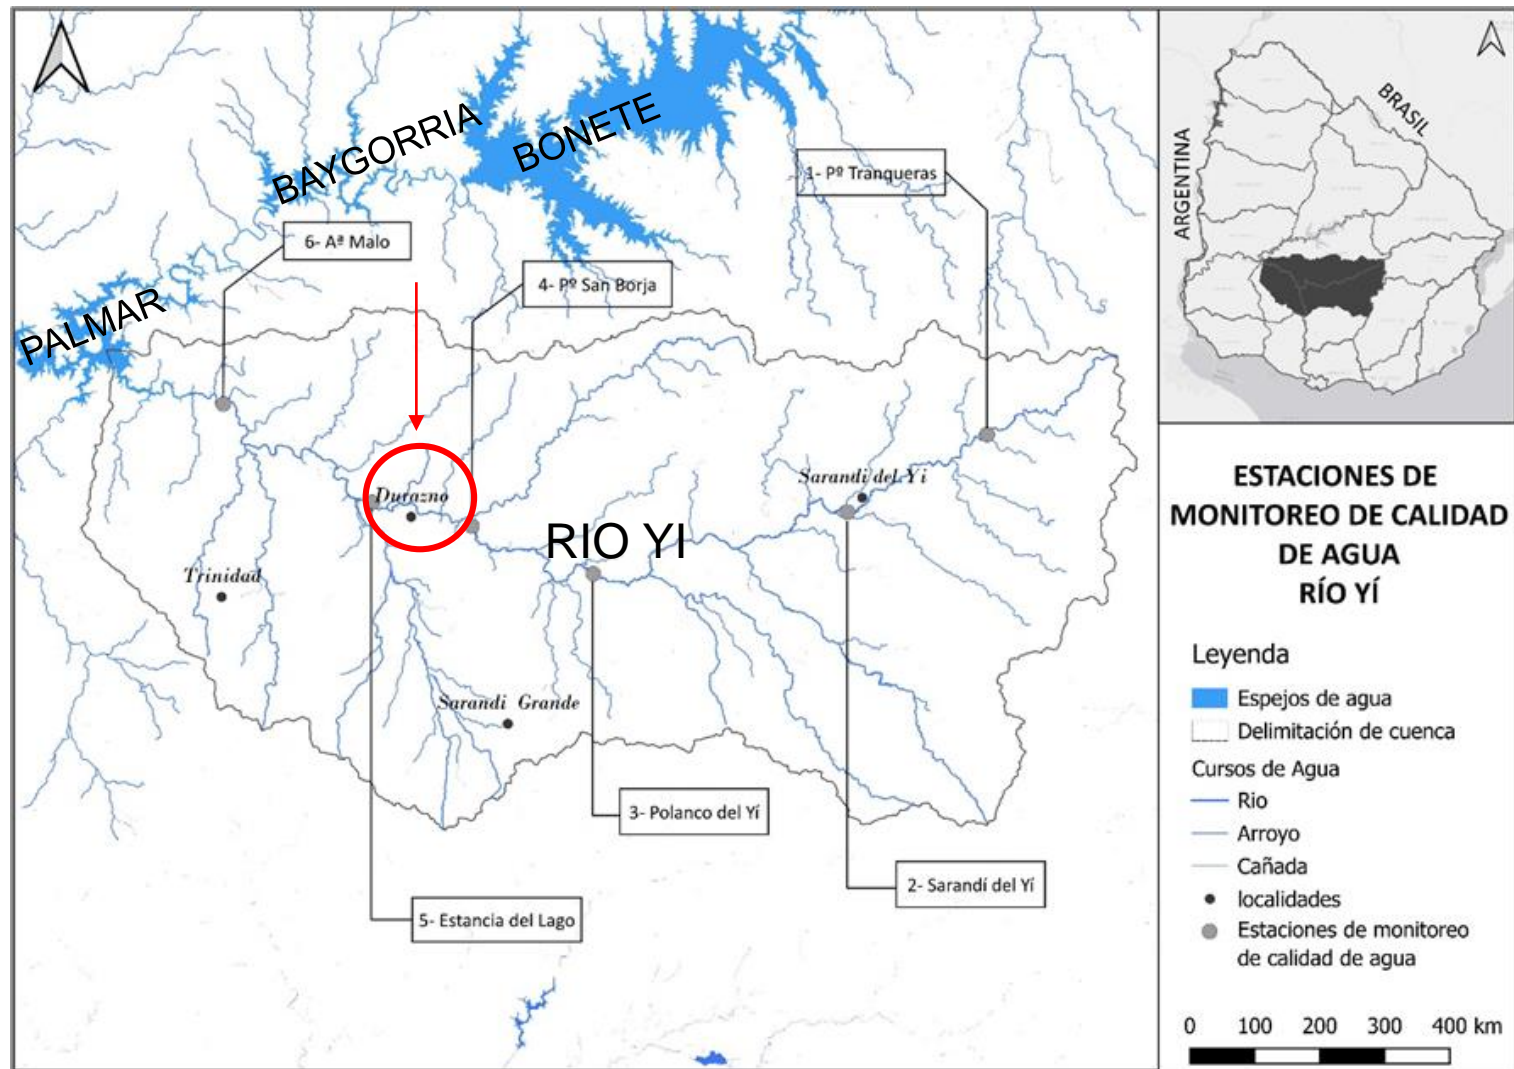 BAYGORRIA
BONETE
PALMAR
1- Pº Tranqueras
6- Aª Malo
4- Pº San Borja
Durazno
Sarandi del Yi
RIO YI
Trinidad
Sarandi Grande
3- Polanco del Yí
2- Sarandí del Yí
5- Estancia del Lago
BRASIL
ARGENTINA
ESTACIONES DE
MONITOREO DE CALIDAD
DE AGUA
RÍO YÍ
Leyenda
Espejos de agua
Delimitación de cuenca
Cursos de Agua
Rio
Arroyo
Cañada
localidades
Estaciones de monitoreo
de calidad de agua
0 100 200 300 400 km